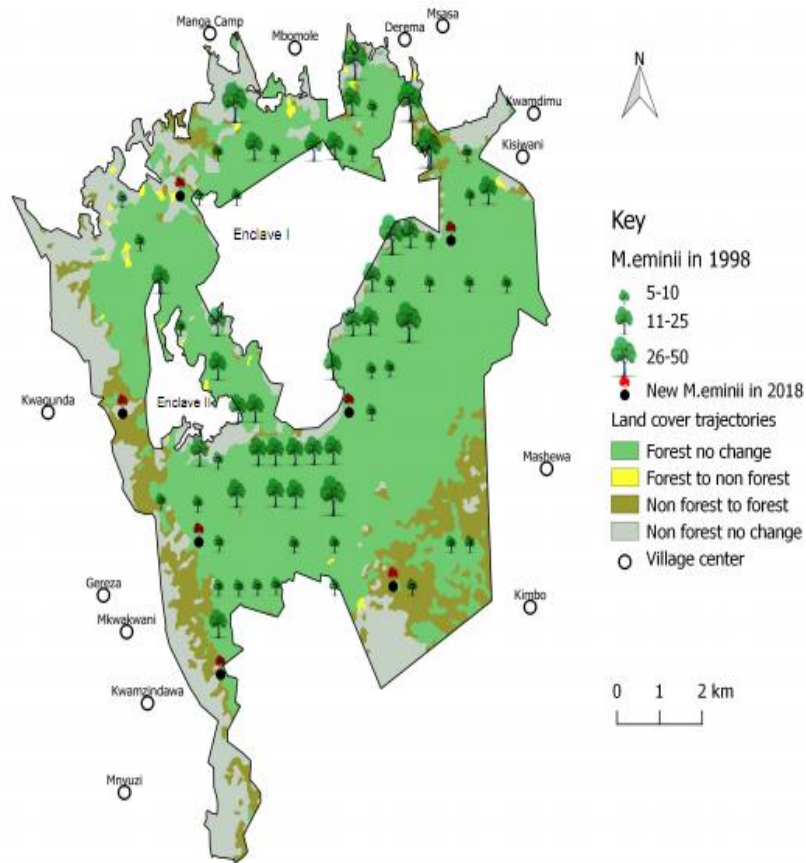 Msasa
Manga Camp
Mbomole
Derema
N
Kwamdimu
Kisiwani
Enclave I
Key
M.eminii in 1998
5-10
11-25
26-50
New M.eminii in 2018
Land cover trajectories
Forest no change
Forest to non forest
Non forest to forest
Non forest no change
Village center
Kwagunda
Enclave II
Mashewa
Gereza
Kimbo
Mkwakwani
Kwamzindawa
0 1 2 km
Mnyuzi